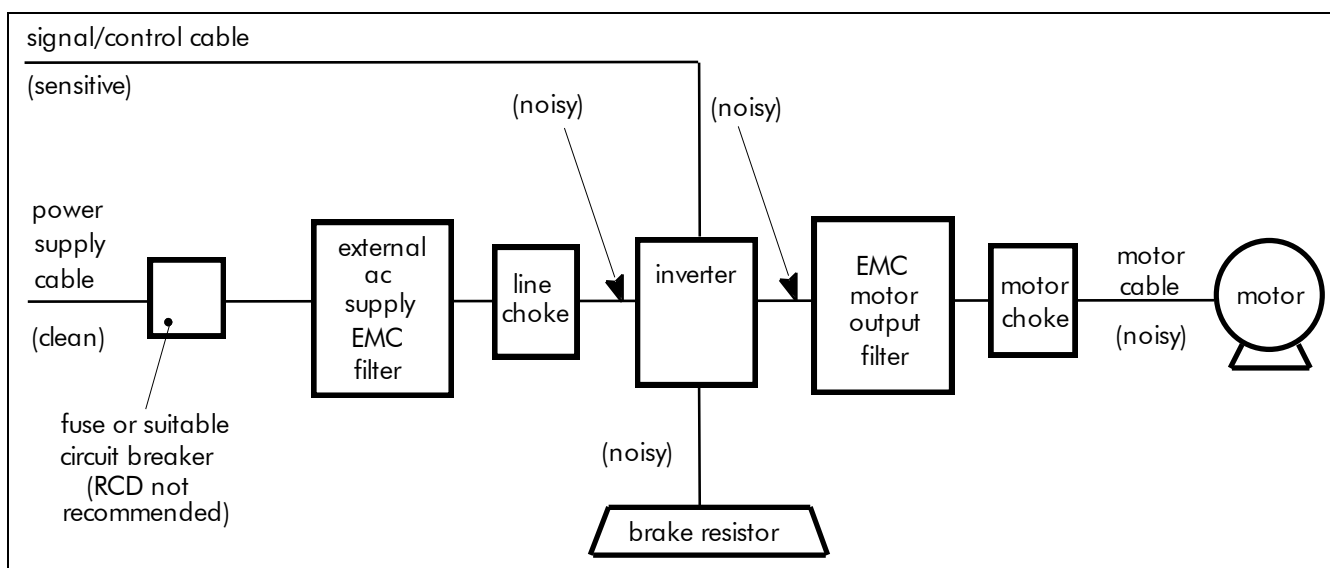 signal/control cable
(sensitive)
(noisy)
(noisy)
power
supply
cable
(clean)
external
ac
supply
EMC
filter
line
choke
inverter
EMC
motor
output
filter
motor
choke
motor
cable
(noisy)
motor
fuse or suitable
circuit breaker
(RCD not
recommended)
(noisy)
brake resistor